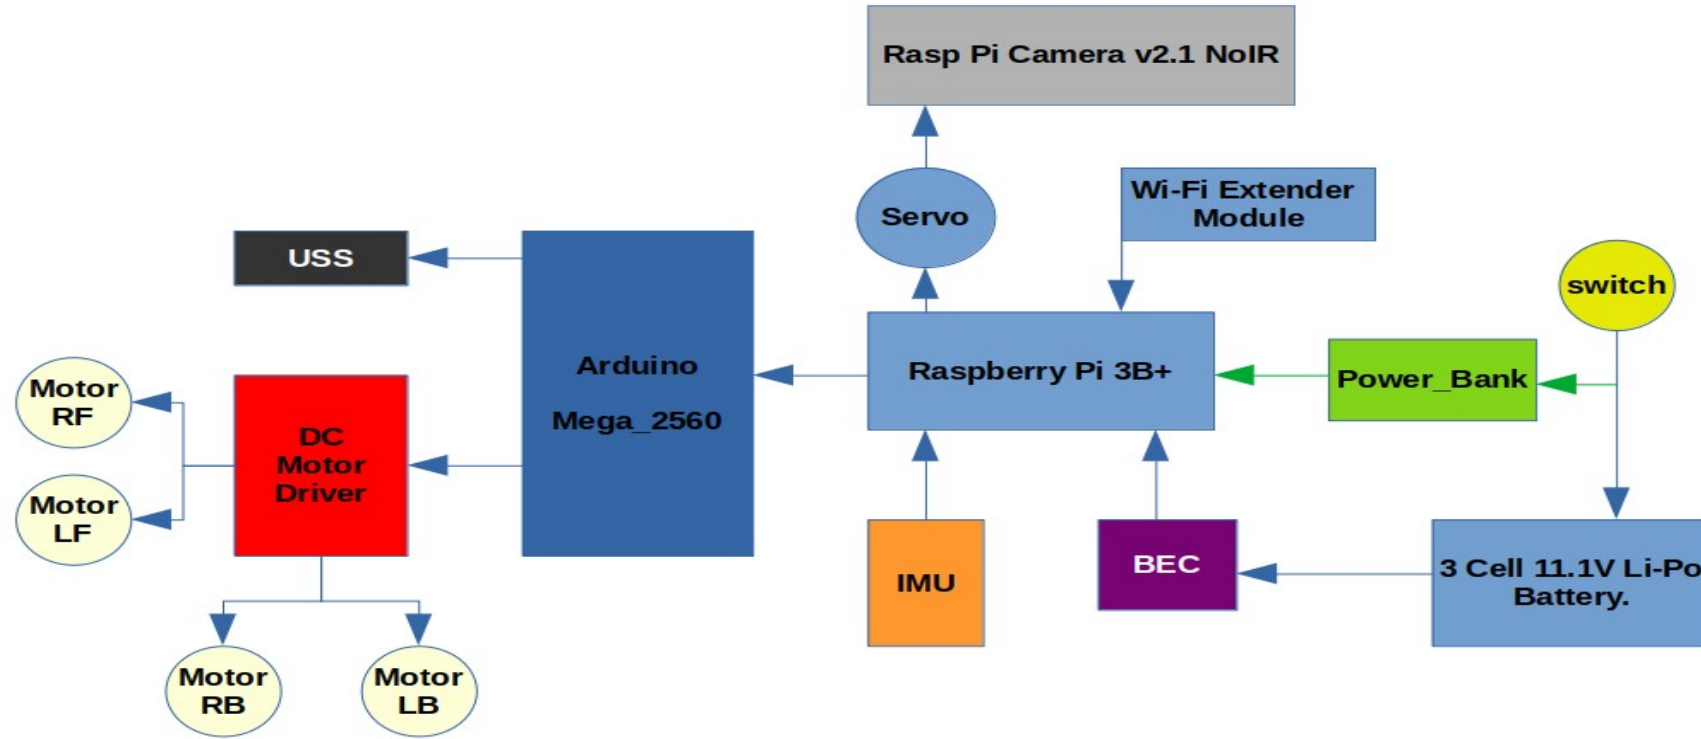 Rasp Pi Camera v2.1 NoIR
Servo
Wi-Fi Extender
Module
USS
switch
Motor
RF
Motor
LF
DC
Motor
Driver
Arduino
Mega_2560
Raspberry Pi 3B+
Power_Bank
IMU
BEC
3 Cell 11.1V Li-Po
Battery.
Motor
RB
Motor
LB